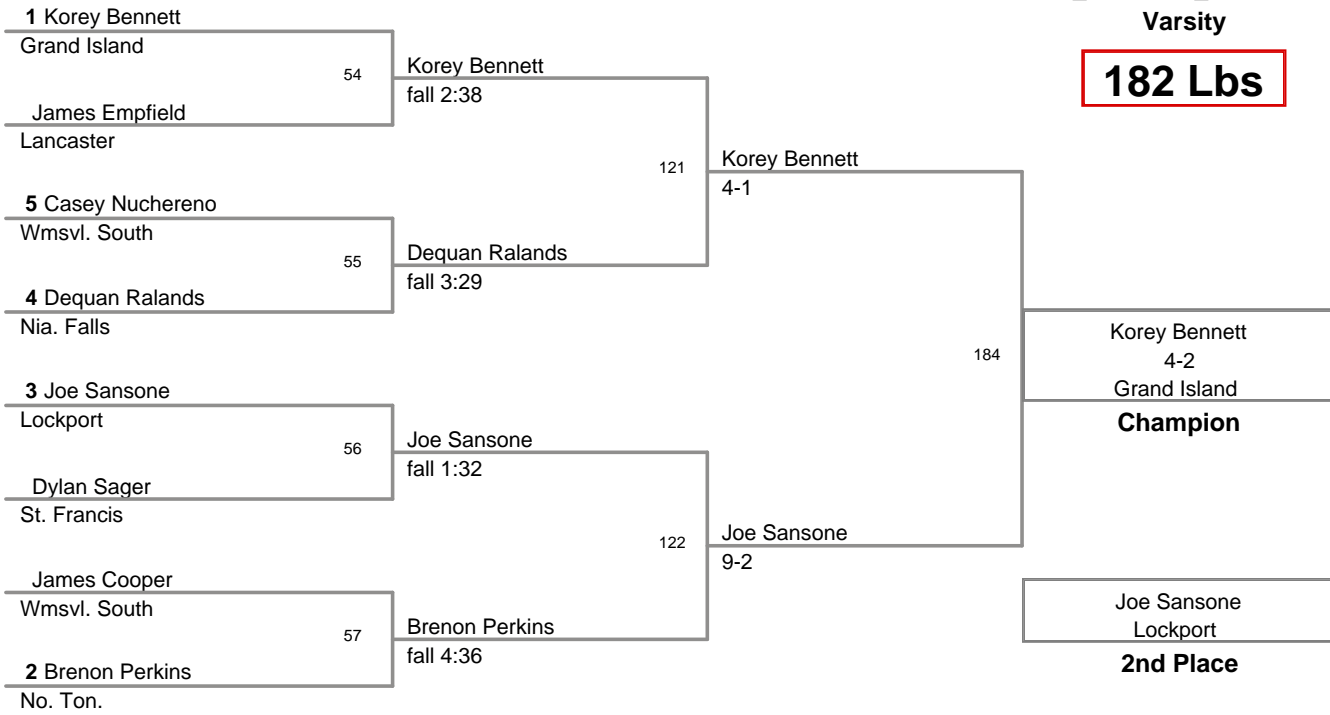 1 Korey Bennett
Grand Island
54
James Empfield
Lancaster
5 Casey Nuchereno
Wmsvl. South
55
4 Dequan Ralands
Nia. Falls
3 Joe Sansone
Lockport
56
Dylan Sager
St. Francis
James Cooper
Wmsvl. South
57
2 Brenon Perkins
No. Ton.
Korey Bennett
fall 2:38
121
Dequan Ralands
fall 3:29
Joe Sansone
fall 1:32
122
Brenon Perkins
fall 4:36
Korey Bennett
4-1
184
Joe Sansone
9-2
Varsity
182 Lbs
Korey Bennett
4-2
Grand Island
Champion
Joe Sansone
Lockport
2nd Place